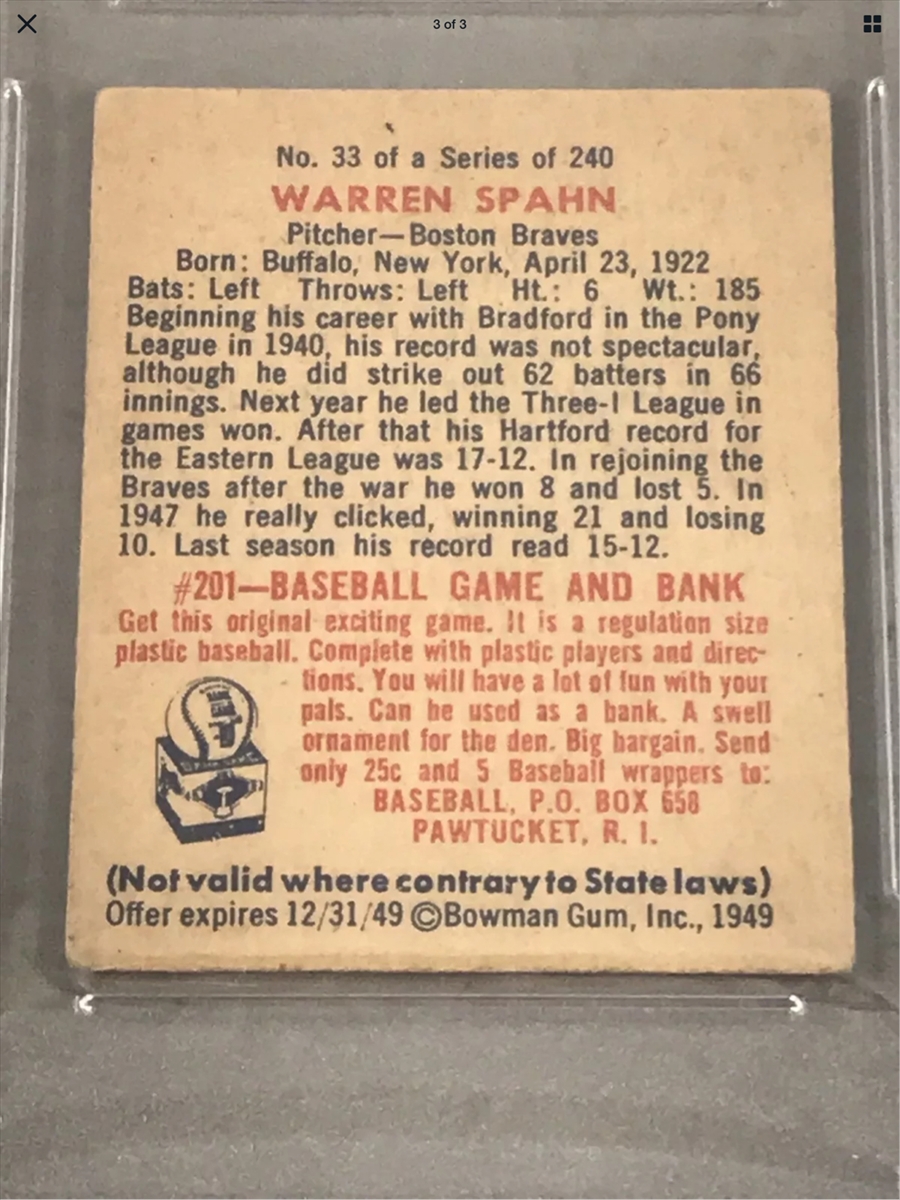 3 of 3
No. 33 of a Series of 240
WARREN SPAHN
Pitcher—Boston Braves
Born: Buffalo, New York, April 23, 1922
Bats: Left Throws: Left Ht.: 6 Wt.: 185
Beginning his career with Bradford in the Pony
League in 1940, his record was not spectacular,
although he did strike out 62 batters in 66
innings. Next year he led the Three-I League in
games won. After that his Hartford record for
the Eastern League was 17-12. In rejoining the
Braves after the war he won 8 and lost 5. In
1947 he really clicked, winning 21 and losing
10. Last season his record read 15-12.
#201—BASEBALL GAME AND BANK
Get this original exciting game. It is a regulation size
plastic baseball. Complete with plastic players and direc-
tions. You will have a lot of fun with your
pals. Can be used as a bank. A swell
ornament for the den. Big bargain. Send
only 25c and 5 Baseball wrappers to:
BASEBALL, P.O. BOX 658
PAWTUCKET, R. I.
(Not valid where contrary to State laws)
Offer expires 12/31/49 ©Bowman Gum, Inc., 1949